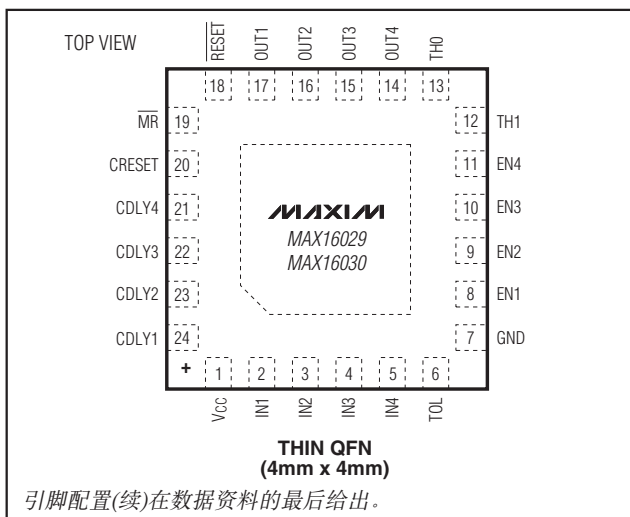 TOP VIEW
RESET OUT1 OUT2 OUT3 OUT4 TH0
18 17 16 15 14 13
MR 19
CRESET 20
CDLY4 21
CDLY3 22
CDLY2 23
CDLY1 24
12 TH1
11 EN4
10 EN3
9 EN2
8 EN1
7 GND
MAXIM
MAX16029
MAX16030
+
1 2 3 4 5 6
VCC IN1 IN2 IN3 IN4 TOL
THIN QFN
(4mm x 4mm)
引脚配置(续)在数据资料的最后给出。